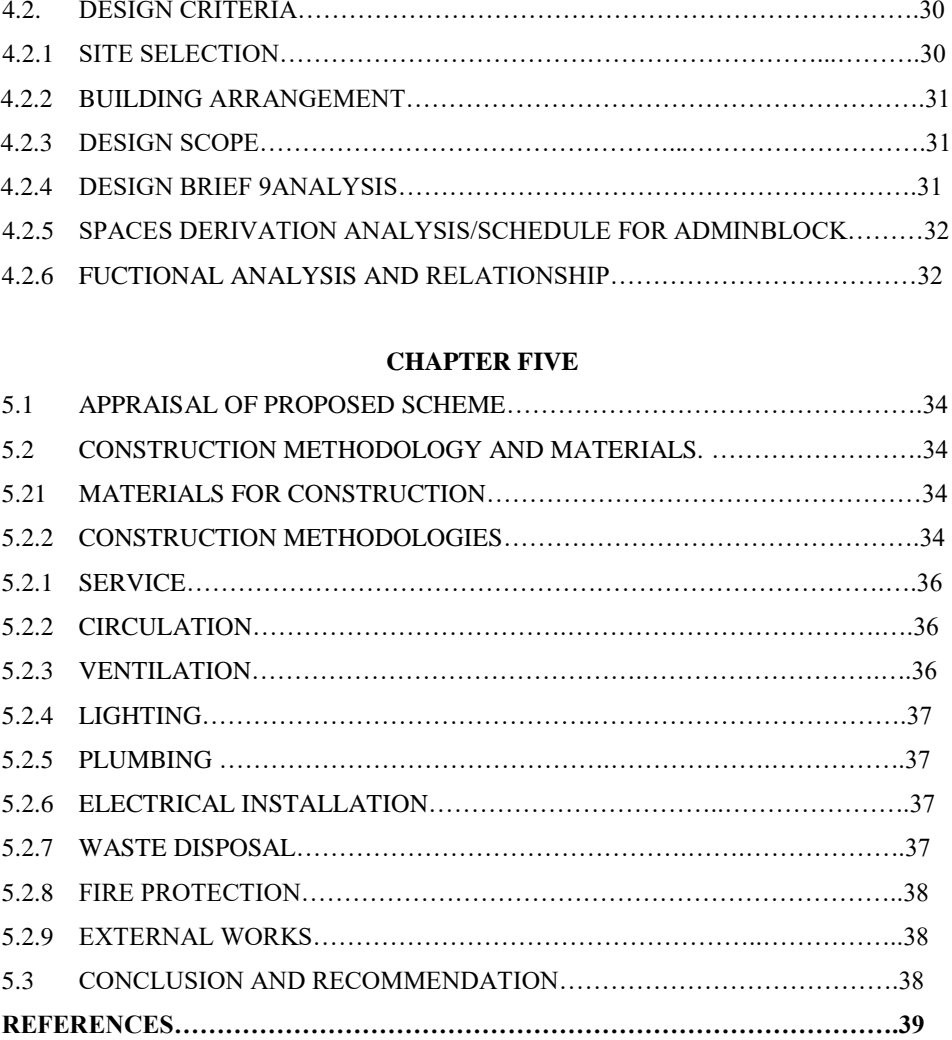 4.2. DESIGN CRITERIA……………………………………………………………….30
4.2.1 SITE SELECTION………………………………………………………...……….30
4.2.2 BUILDING ARRANGEMENT…………………………………………………….31
4.2.3 DESIGN SCOPE…………………………………………...……………………….31
4.2.4 DESIGN BRIEF 9ANALYSIS…………………………………………………….31
4.2.5 SPACES DERIVATION ANALYSIS/SCHEDULE FOR ADMINBLOCK………32
4.2.6 FUCTIONAL ANALYSIS AND RELATIONSHIP………………………………32
CHAPTER FIVE
5.1 APPRAISAL OF PROPOSED SCHEME………………………………………….34
5.2 CONSTRUCTION METHODOLOGY AND MATERIALS. ………………….34
5.21 MATERIALS FOR CONSTRUCTION……………………………………………34
5.2.2 CONSTRUCTION METHODOLOGIES…………………………………………….34
5.2.1 SERVICE……………………………………………………………………….…….36
5.2.2 CIRCULATION……………………………….……………………………….…..36
5.2.3 VENTILATION……………………………….……………………………….….36
5.2.4 LIGHTING……………………………………….……………………………….37
5.2.5 PLUMBING ……………………………………….…………………………….37
5.2.6 ELECTRICAL INSTALLATION…………………………….………………….37
5.2.7 WASTE DISPOSAL……………………………………….…………………….37
5.2.8 FIRE PROTECTION……………………………………….…………………..38
5.2.9 EXTERNAL WORKS……………………………………………….…………..38
5.3 CONCLUSION AND RECOMMENDATION…………………………………….38
REFERENCES……………………………………………………………………….39